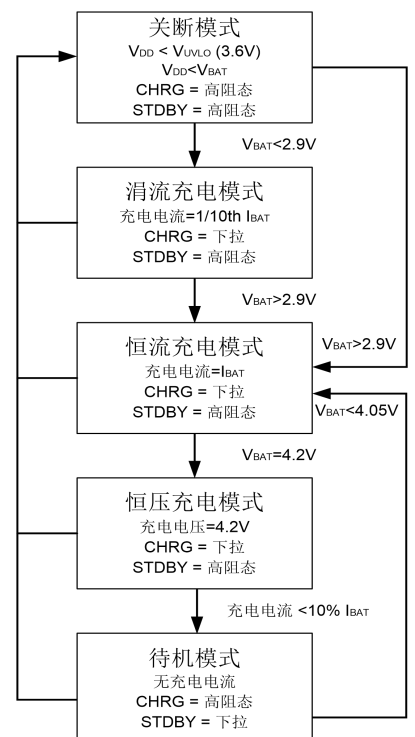 关断模式
VDD < VUVLO (3.6V)
VDD<VBAT
CHRG = 高阻态
STDBY = 高阻态
VBAT<2.9V
涓流充电模式
充电电流=1/10th IBAT
CHRG = 下拉
STDBY = 高阻态
VBAT>2.9V
恒流充电模式
充电电流=IBAT
CHRG = 下拉
STDBY = 高阻态
VBAT>2.9V
VBAT<4.05V
VBAT=4.2V
恒压充电模式
充电电压=4.2V
CHRG = 下拉
STDBY = 高阻态
充电电流 <10% IBAT
待机模式
无充电电流
CHRG = 高阻态
STDBY = 下拉